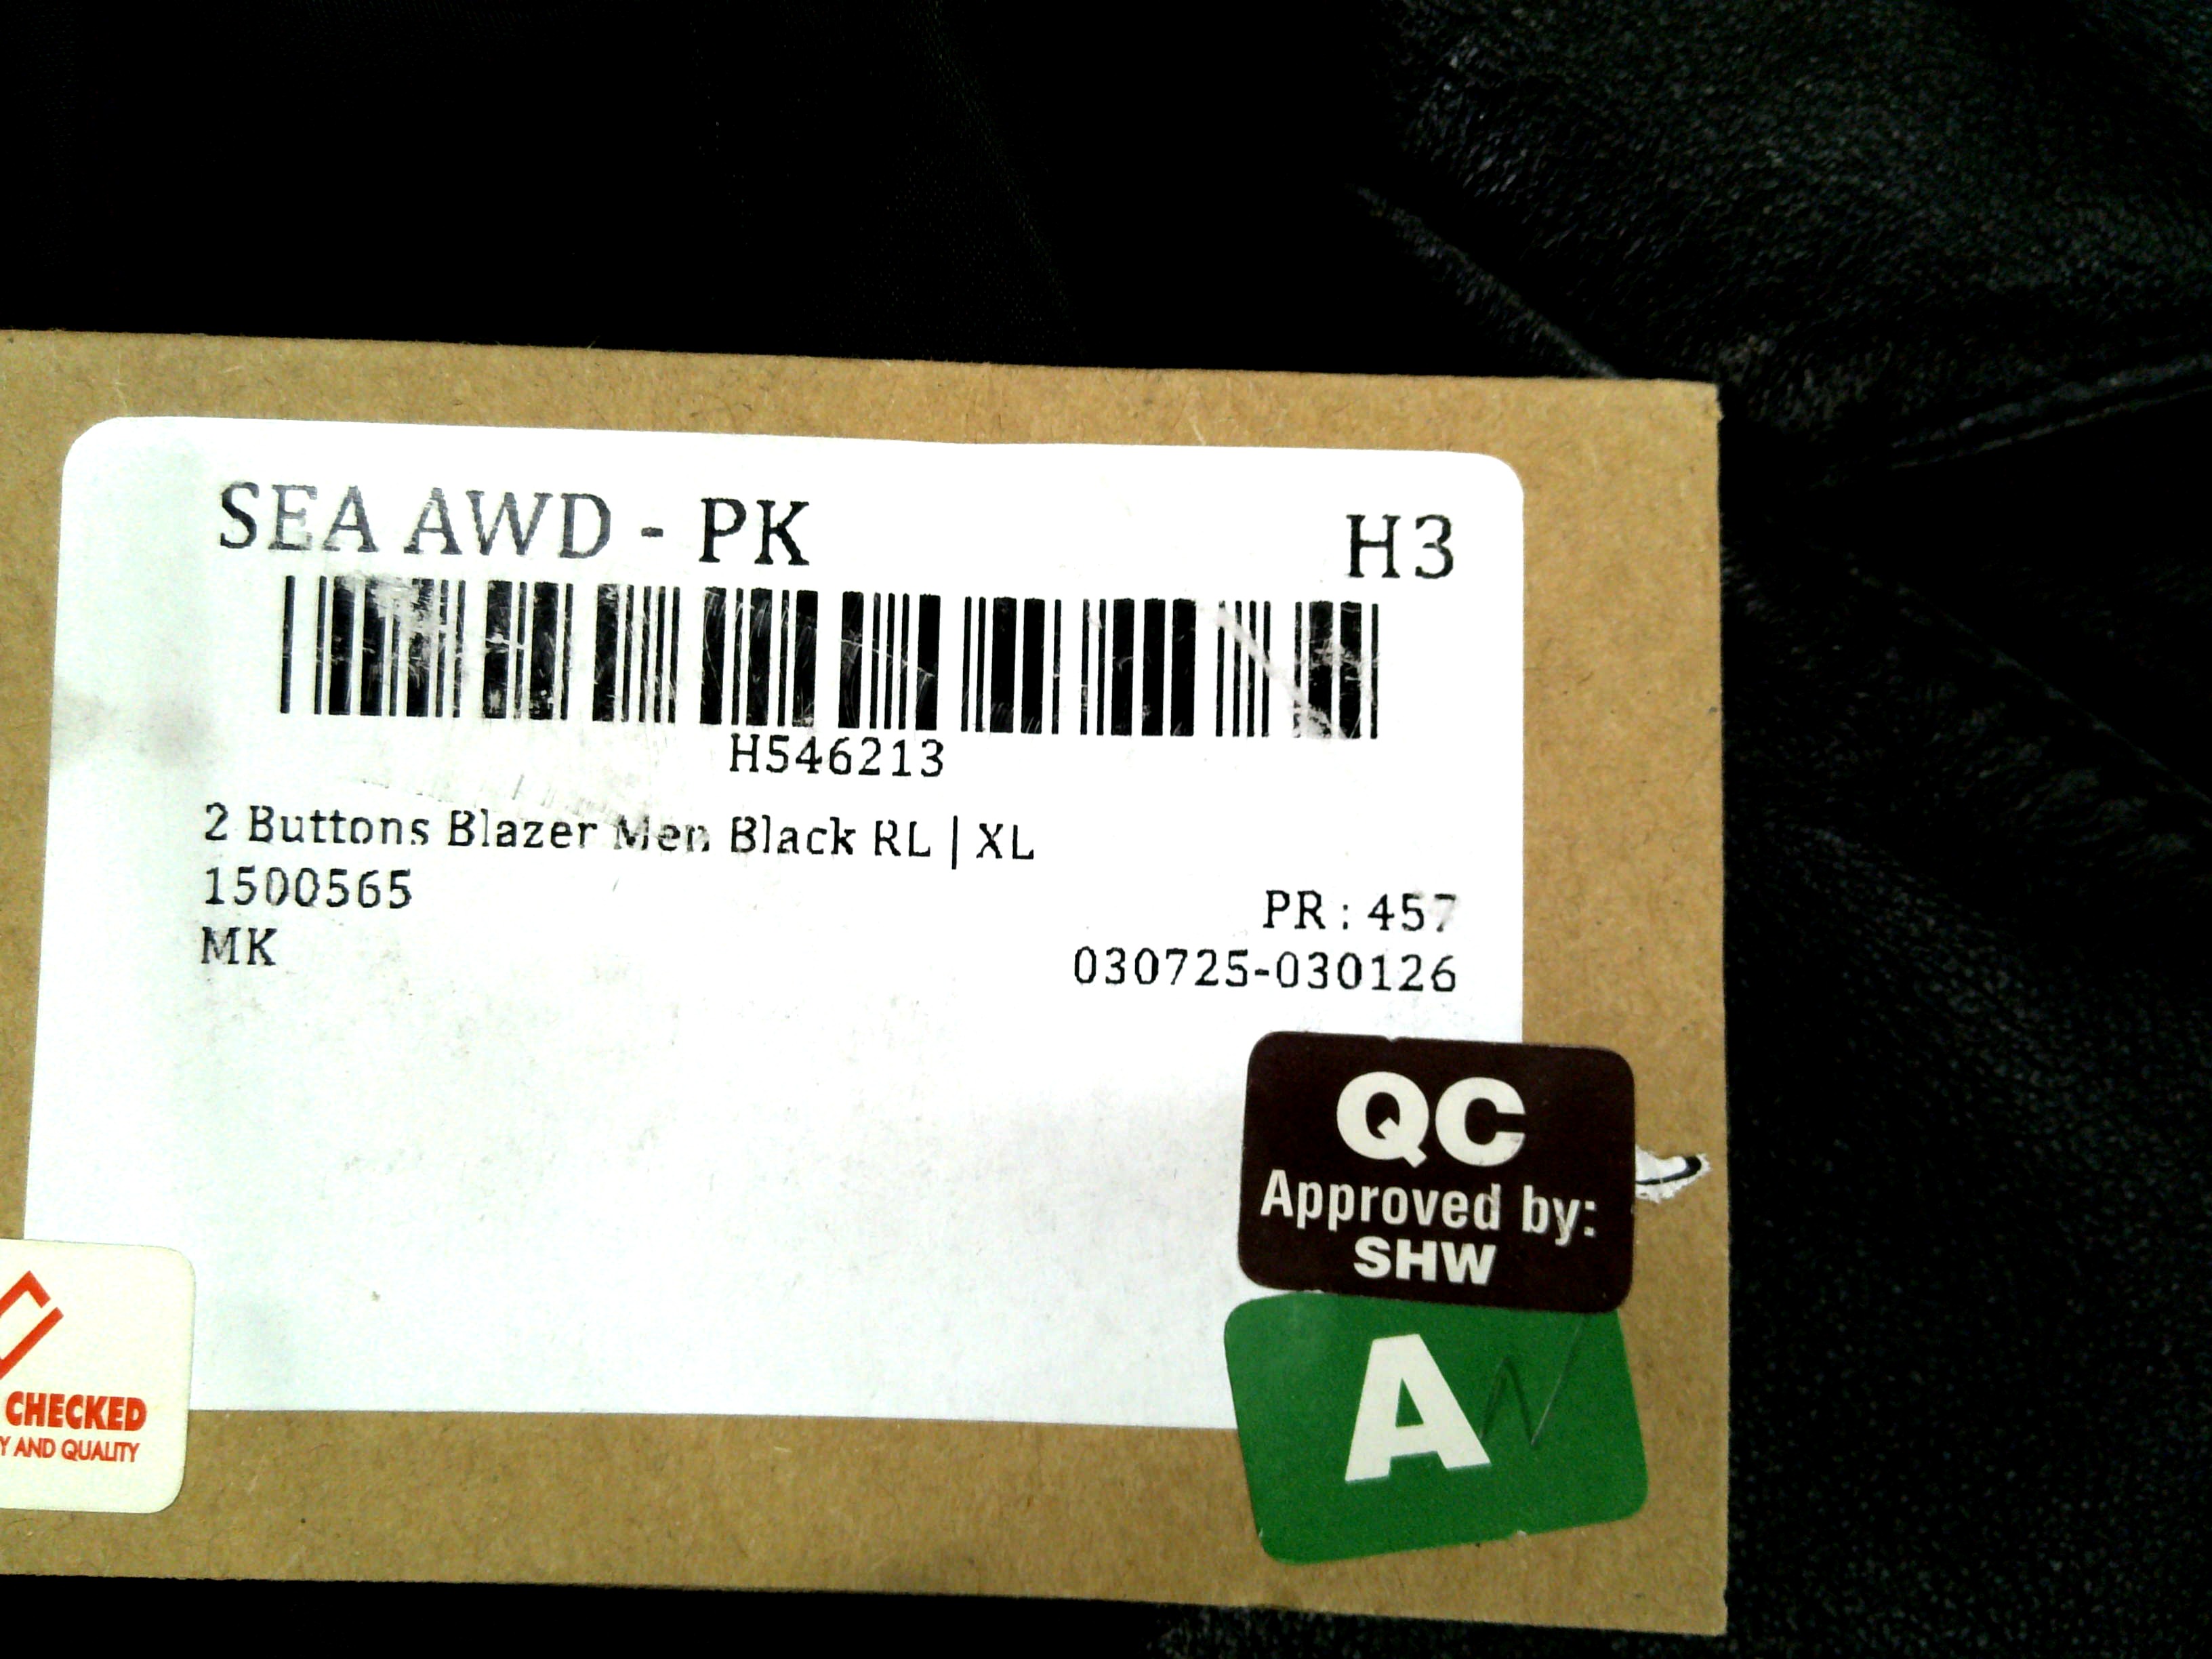 SEA AWD - PK H3
H546213
2 Buttons Blazer Men Black RL | XL
1500565
PR : 457
MK
030725-030126
QC
Approved by:
SHW
A
CHECKED
AND QUALITY